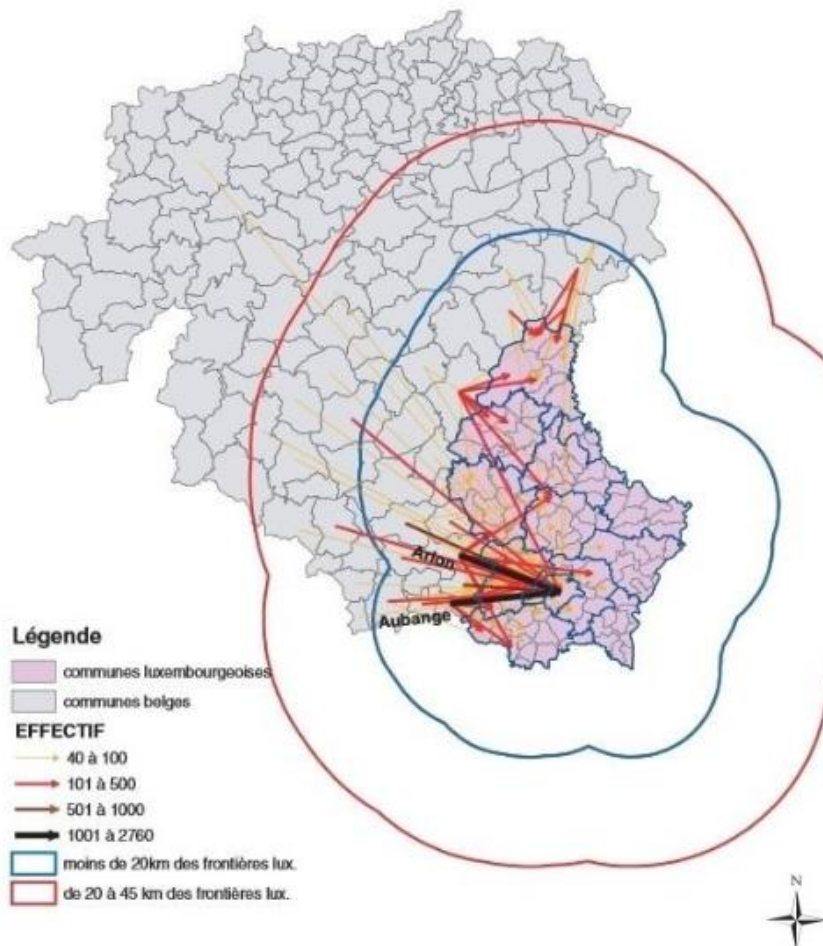 Arlon
Aubange
Légende
communes luxembourgeoises
communes belges
EFFECTIF
40 à 100
101 à 500
501 à 1000
1001 à 2760
moins de 20km des frontières lux.
de 20 à 45 km des frontières lux.
N